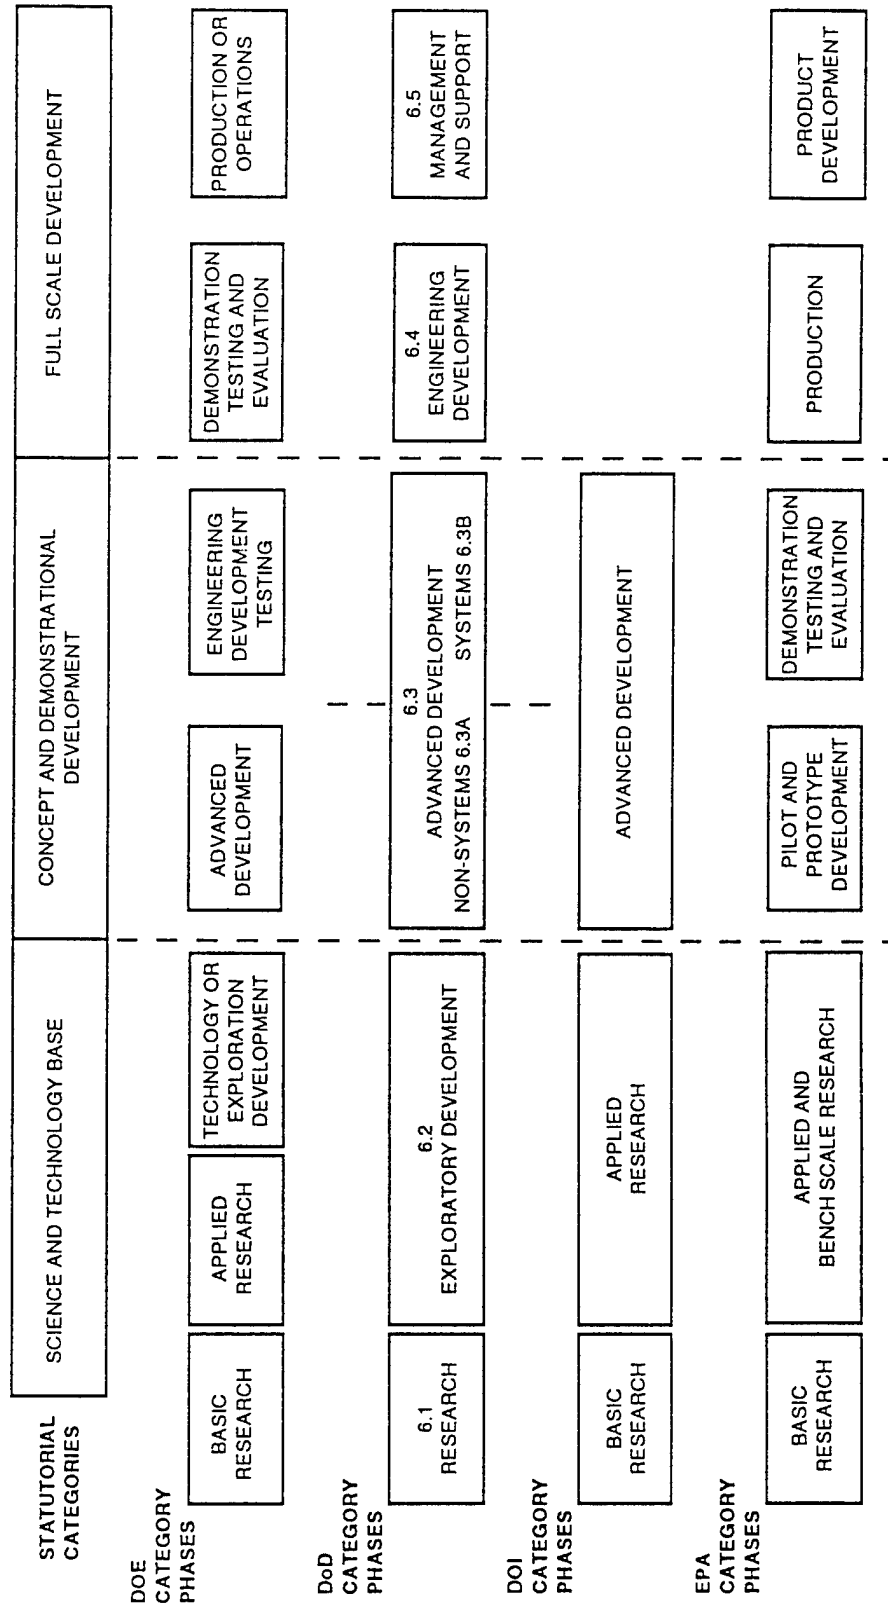 STATUTORIAL
CATEGORIES
SCIENCE AND TECHNOLOGY BASE
CONCEPT AND DEMONSTRATIONAL
DEVELOPMENT
FULL SCALE DEVELOPMENT
DOE
CATEGORY
PHASES
BASIC
RESEARCH
APPLIED
RESEARCH
TECHNOLOGY OR
EXPLORATION
DEVELOPMENT
ADVANCED
DEVELOPMENT
ENGINEERING
DEVELOPMENT
TESTING
DEMONSTRATION
TESTING AND
EVALUATION
PRODUCTION OR
OPERATIONS
DoD
CATEGORY
PHASES
6.1
RESEARCH
6.2
EXPLORATORY DEVELOPMENT
6.3
ADVANCED DEVELOPMENT
NON-SYSTEMS 6.3A SYSTEMS 6.3B
6.4
ENGINEERING
DEVELOPMENT
6.5
MANAGEMENT
AND SUPPORT
DOI
CATEGORY
PHASES
BASIC
RESEARCH
APPLIED
RESEARCH
ADVANCED DEVELOPMENT
EPA
CATEGORY
PHASES
BASIC
RESEARCH
APPLIED AND
BENCH SCALE RESEARCH
PILOT AND
PROTOTYPE
DEVELOPMENT
DEMONSTRATION
TESTING AND
EVALUATION
PRODUCTION
PRODUCT
DEVELOPMENT